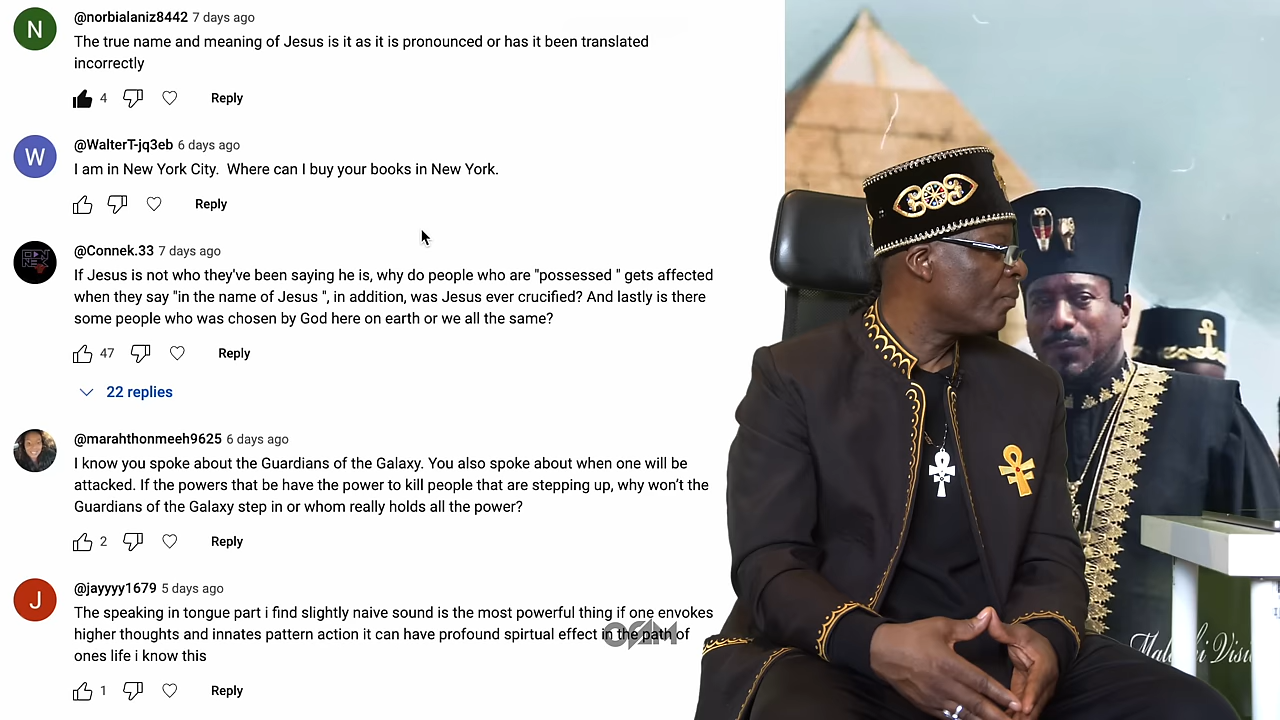 N
@norbialaniz8442 7 days ago
The true name and meaning of Jesus is it as it is pronounced or has it been translated
incorrectly
4
Reply
W
@WalterT-jq3eb 6 days ago
I am in New York City.  Where can I buy your books in New York.
Reply
@Connek.33 7 days ago
If Jesus is not who they've been saying he is, why do people who are "possessed " gets affected
when they say "in the name of Jesus ", in addition, was Jesus ever crucified? And lastly is there
some people who was chosen by God here on earth or we all the same?
47
Reply
22 replies
@marahthonmeeh9625 6 days ago
I know you spoke about the Guardians of the Galaxy. You also spoke about when one will be
attacked. If the powers that be have the power to kill people that are stepping up, why won't the
Guardians of the Galaxy step in or whom really holds all the power?
2
Reply
J
@jayyyy1679 5 days ago
The speaking in tongue part i find slightly naive sound is the most powerful thing if one envokes
higher thoughts and innates pattern action it can have profound spirtual effect in the path of
ones life i know this
1
Reply